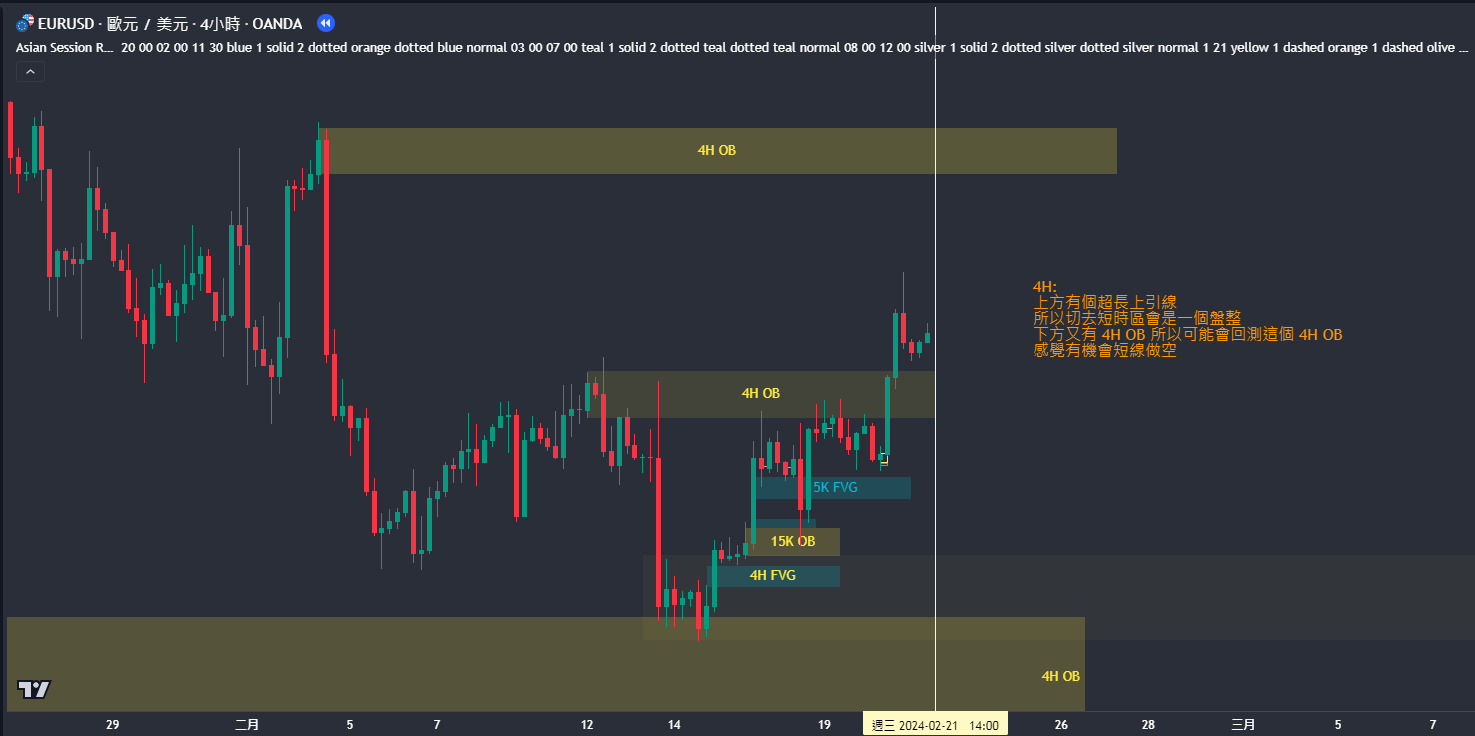 EURUSD · 歐元 / 美元 · 4小時 · OANDA
Asian Session R... 20 00 02 00 11 30 blue 1 solid 2 dotted orange dotted blue normal 03 00 07 00 teal 1 solid 2 dotted teal dotted teal normal 08 00 12 00 silver 1 solid 2 dotted silver dotted silver normal 1 21 yellow 1 dashed orange 1 dashed olive ...
4H OB
4H:
上方有個超長上引線
所以切去短時區會是一個盤整
下方又有 4H OB 所以可能會回測這個 4H OB
感覺有機會短線做空
4H OB
5K FVG
15K OB
4H FVG
4H OB
29 二月 5 7 12 14 19 週三 2024-02-21 14:00 26 28 三月 5 7